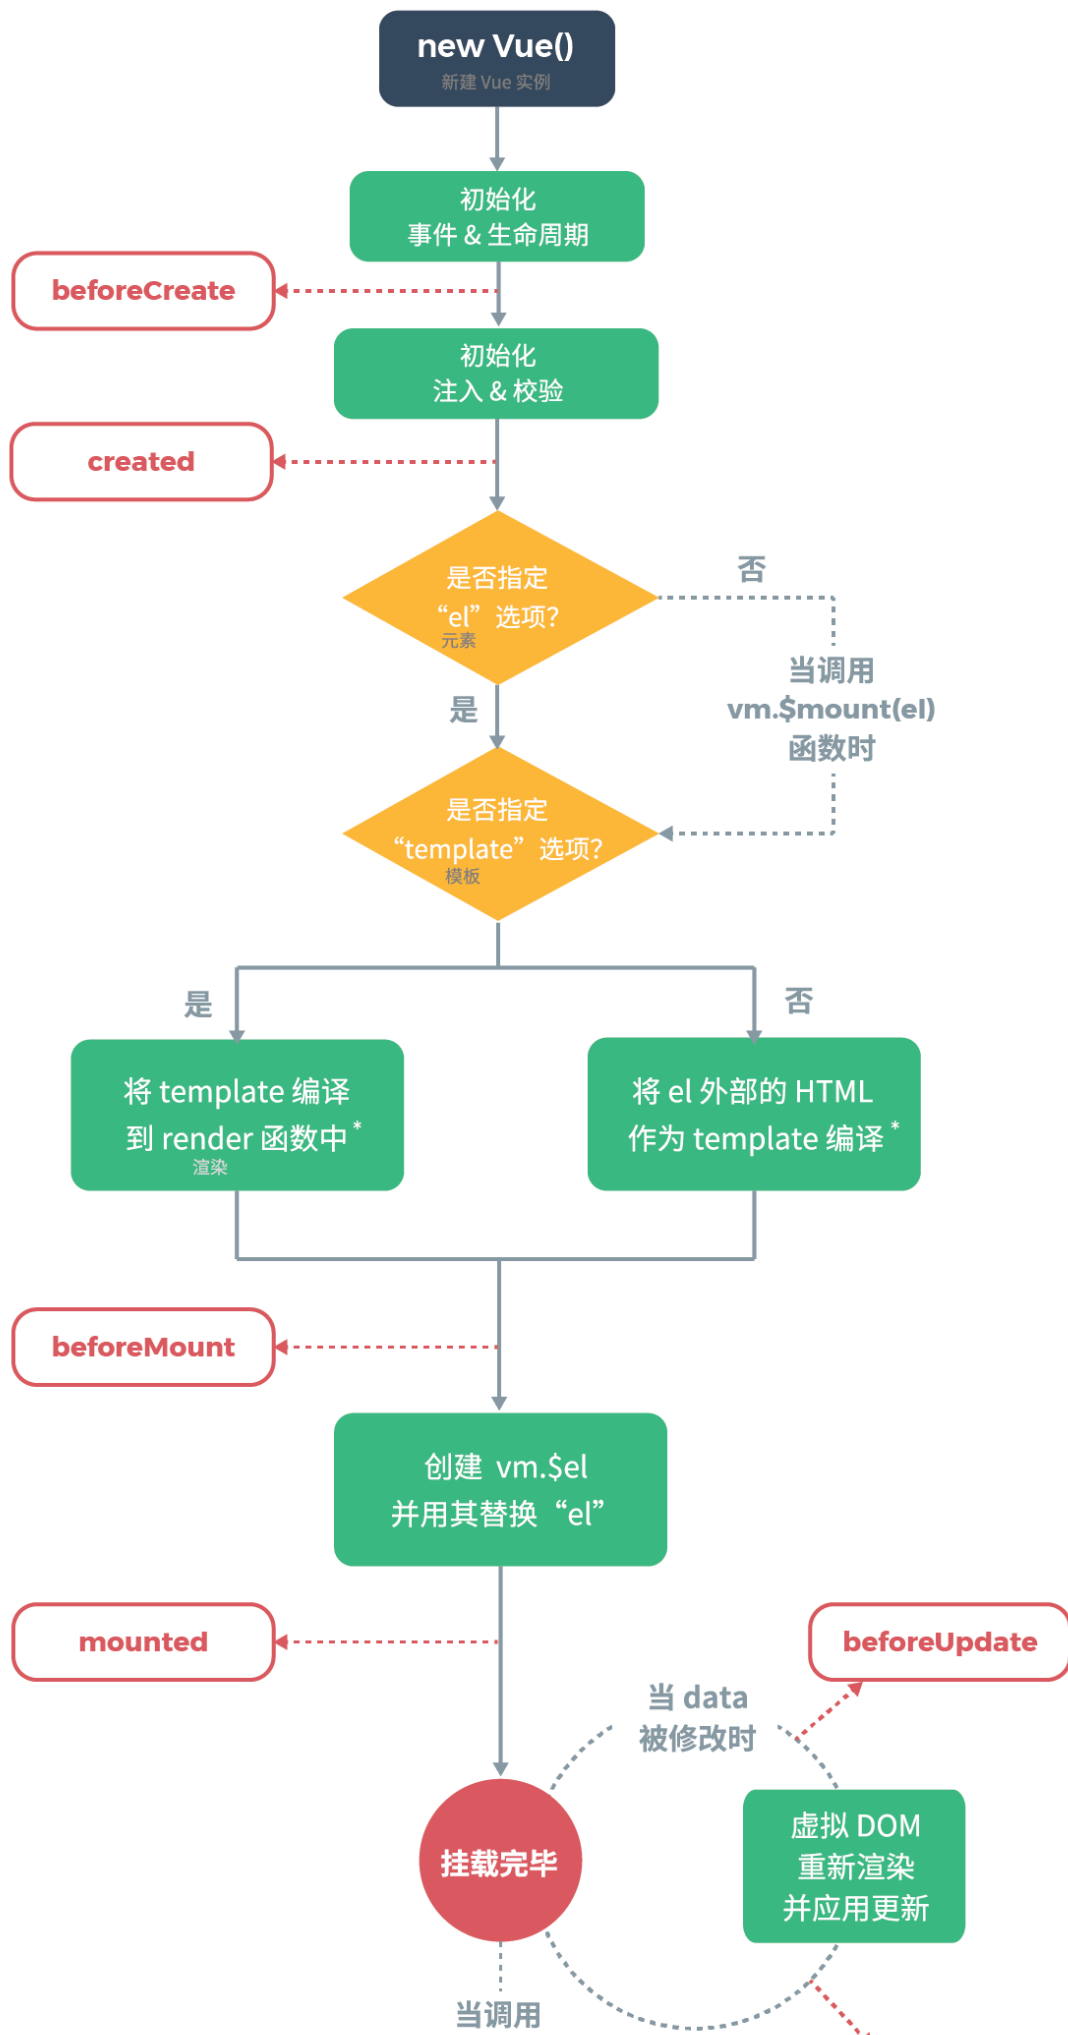 new Vue()
新建 Vue 实例
初始化
事件 & 生命周期
beforeCreate
初始化
注入 & 校验
created
是否指定
“el”选项?
元素
否
当调用
vm.$mount(el)
函数时
是
是否指定
“template”选项?
模板
是
否
将 template 编译
到 render 函数中*
渲染
将 el 外部的 HTML
作为 template 编译*
beforeMount
创建 vm.$el
并用其替换“el”
mounted
beforeUpdate
当 data
被修改时
挂载完毕
虚拟 DOM
重新渲染
并应用更新
当调用